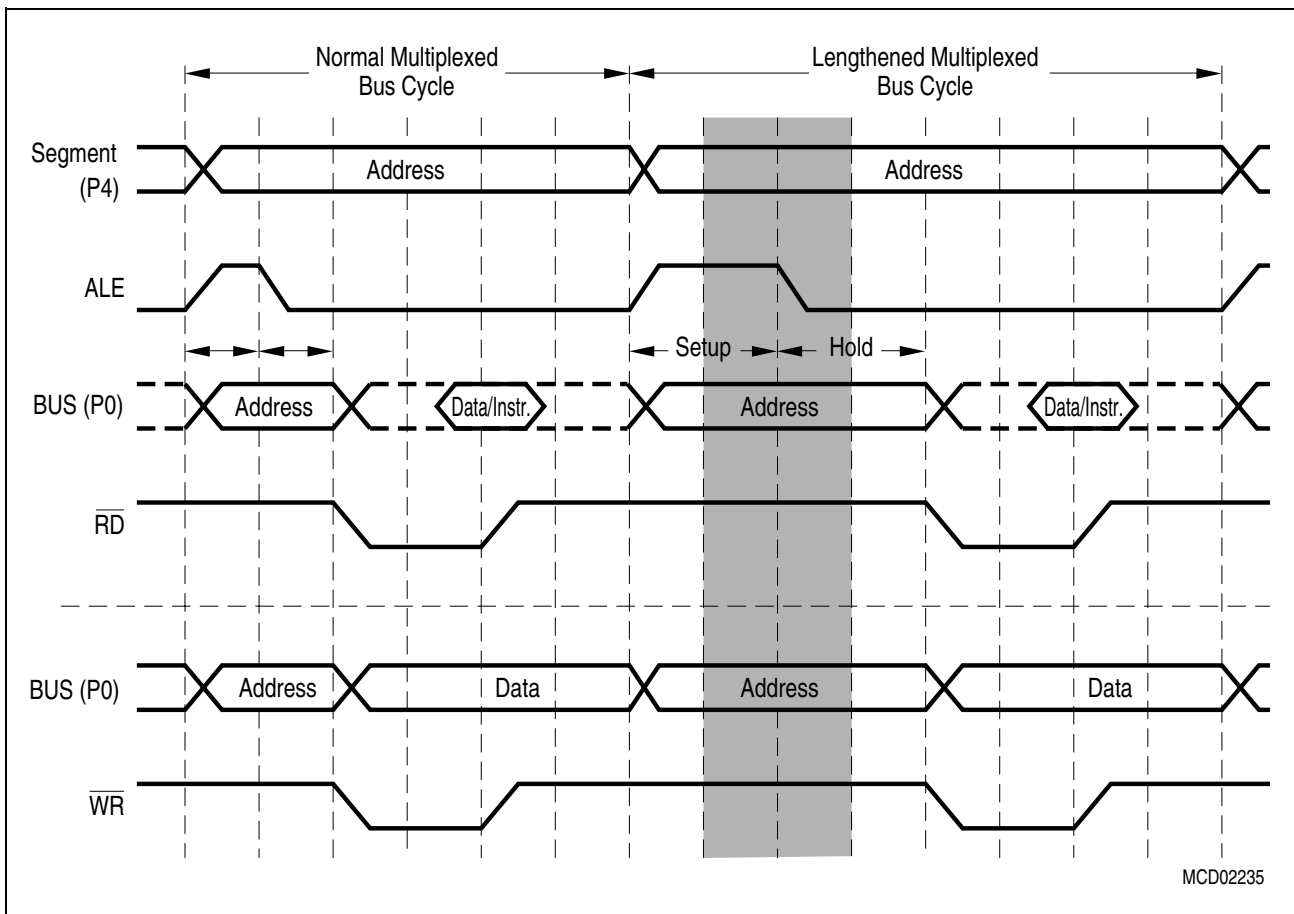 Normal Multiplexed
Bus Cycle
Lengthened Multiplexed
Bus Cycle
Segment
(P4)
Address
Address
ALE
Setup
Hold
BUS (P0)
Address
Data/Instr.
Address
Data/Instr.
RD
BUS (P0)
Address
Data
Address
Data
WR
MCD02235